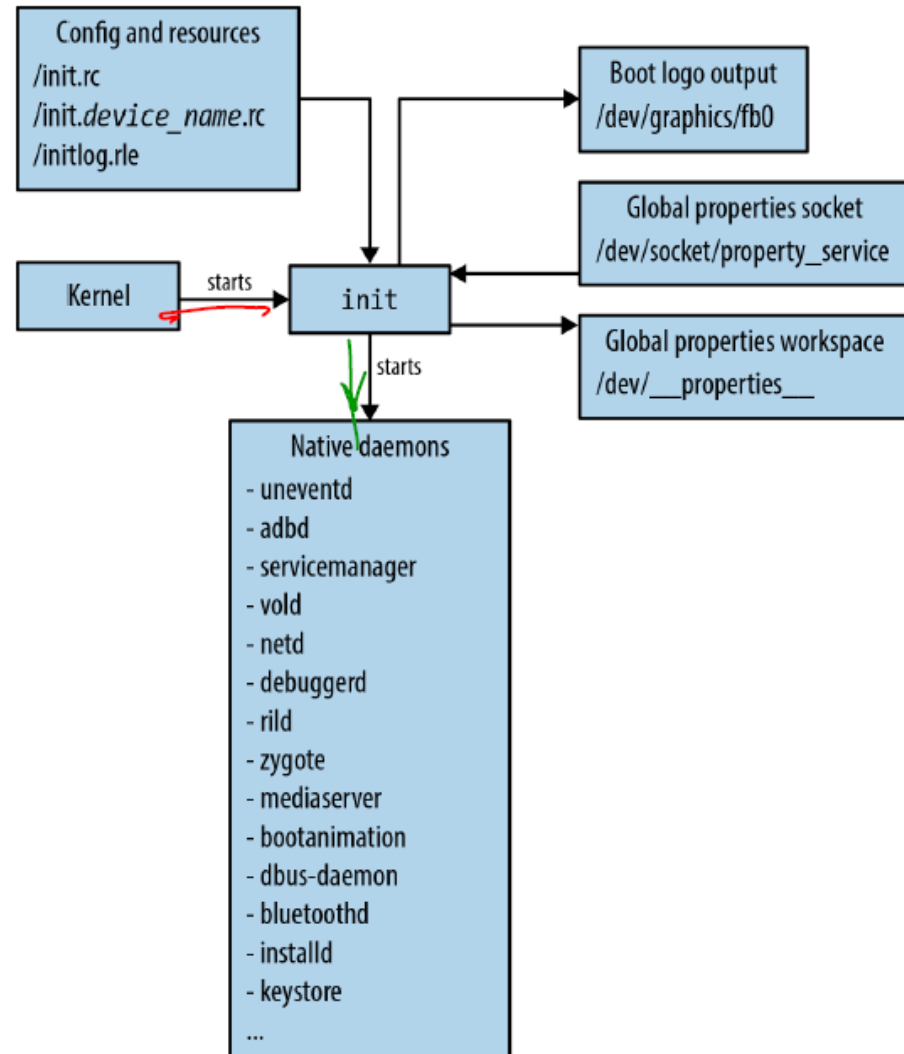 Config and resources
/init.rc
/init.device_name.rc
/initlog.rle
Boot logo output
/dev/graphics/fb0
Global properties socket
/dev/socket/property_service
Kernel
starts
init
Global properties workspace
/dev/__properties__
starts
Native daemons
- uneventd
- adbd
- servicemanager
- vold
- netd
- debuggerd
- rild
- zygote
- mediaserver
- bootanimation
- dbus-daemon
- bluetoothd
- installd
- keystore
...